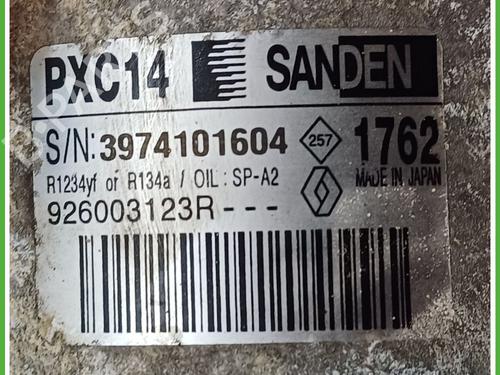 PXC14 SANDEN
S/N: 3974101604 257 1762
R1234yf or R134a / OIL: SP-A2 MADE IN JAPAN
926003123R---